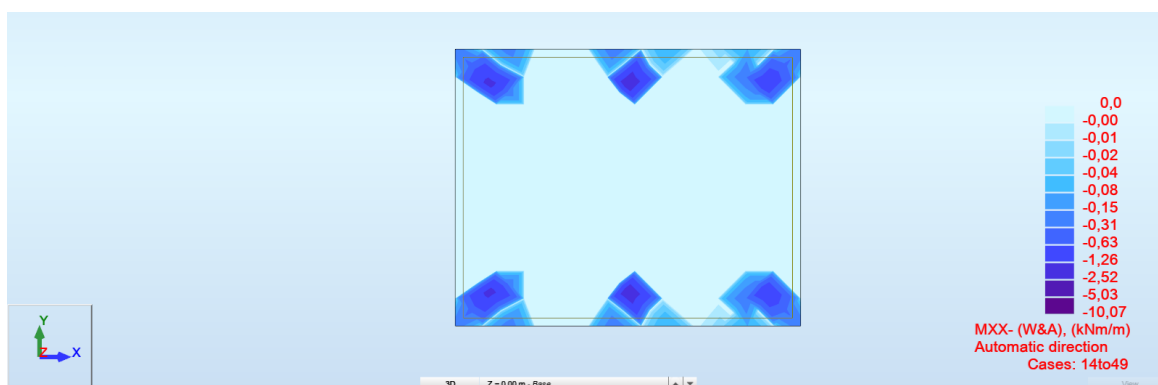 0,0
-0,00
-0,01
-0,02
-0,04
-0,08
-0,15
-0,31
-0,63
-1,26
-2,52
-5,03
-10,07
MXX- (W&A), (kNm/m)
Automatic direction
Cases: 14to49
Y
Z X
3D Z = 0.00 m - Base
View